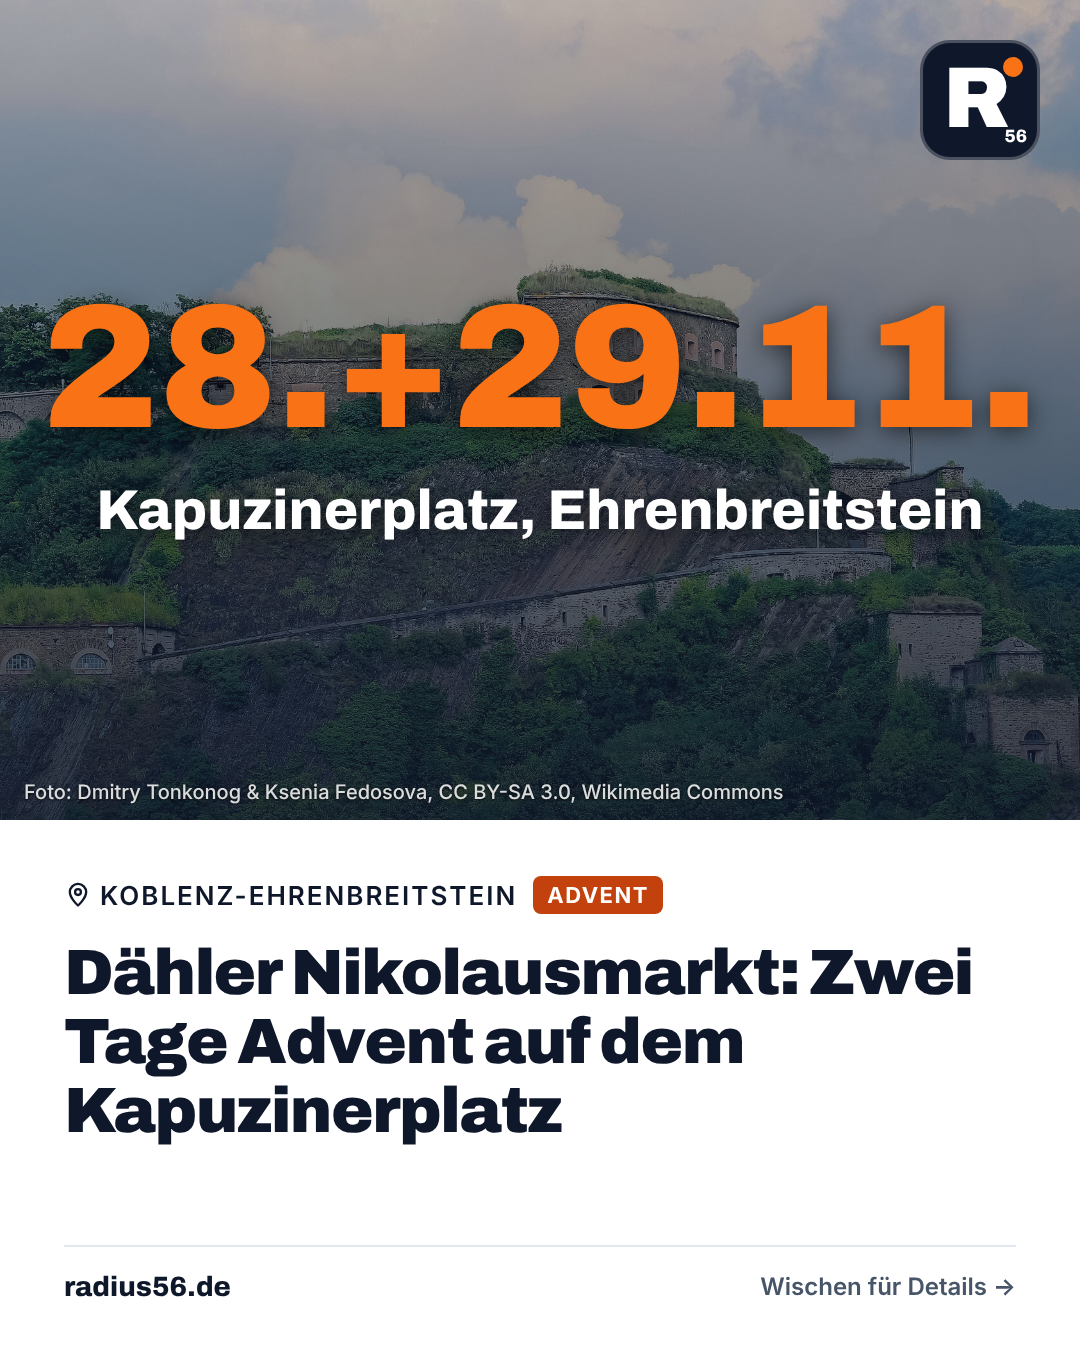 R
56
28.+29.11.
Kapuzinerplatz, Ehrenbreitstein
Foto: Dmitry Tonkonog & Ksenia Fedosova, CC BY-SA 3.0, Wikimedia Commons
KOBLENZ-EHRENBREITSTEIN ADVENT
Dähler Nikolausmarkt: Zwei
Tage Advent auf dem
Kapuzinerplatz
radius56.de Wischen für Details →